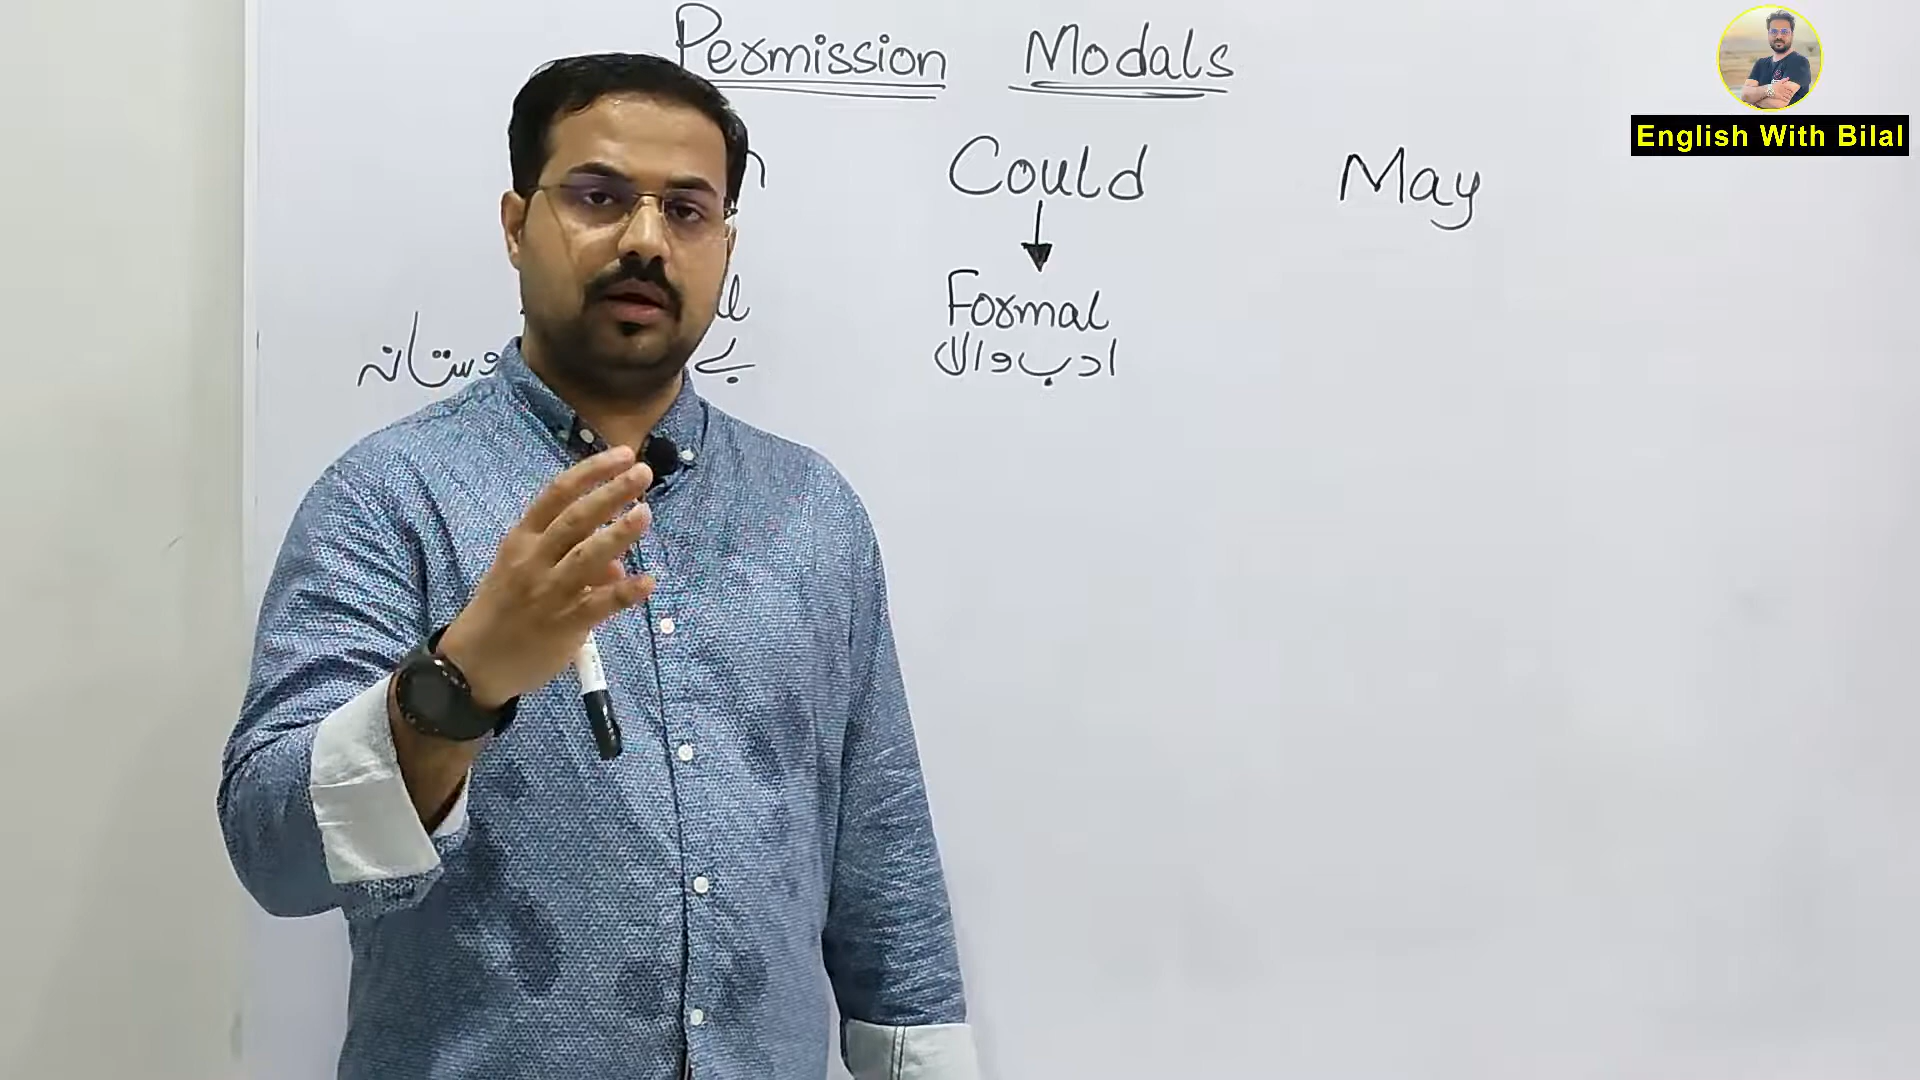 Permission Modals
Could
May
Formal
ادب والا
English With Bilal